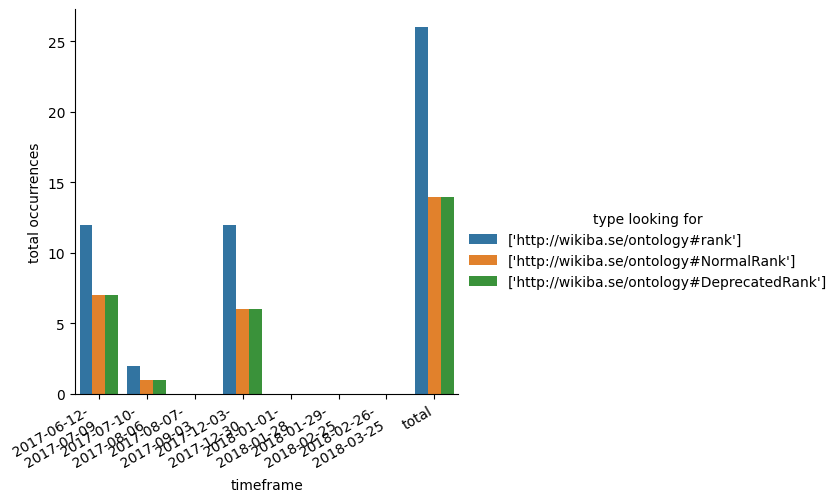 25
20
15
10
5
0
total occurrences
2017-06-12-
2017-07-09
2017-07-10-
2017-08-06
2017-08-07-
2017-09-03
2017-12-03-
2017-12-30
2018-01-01-
2018-01-28
2018-01-29-
2018-02-25
2018-02-26-
2018-03-25
total
timeframe
type looking for
['http://wikiba.se/ontology#rank']
['http://wikiba.se/ontology#NormalRank']
['http://wikiba.se/ontology#DeprecatedRank']